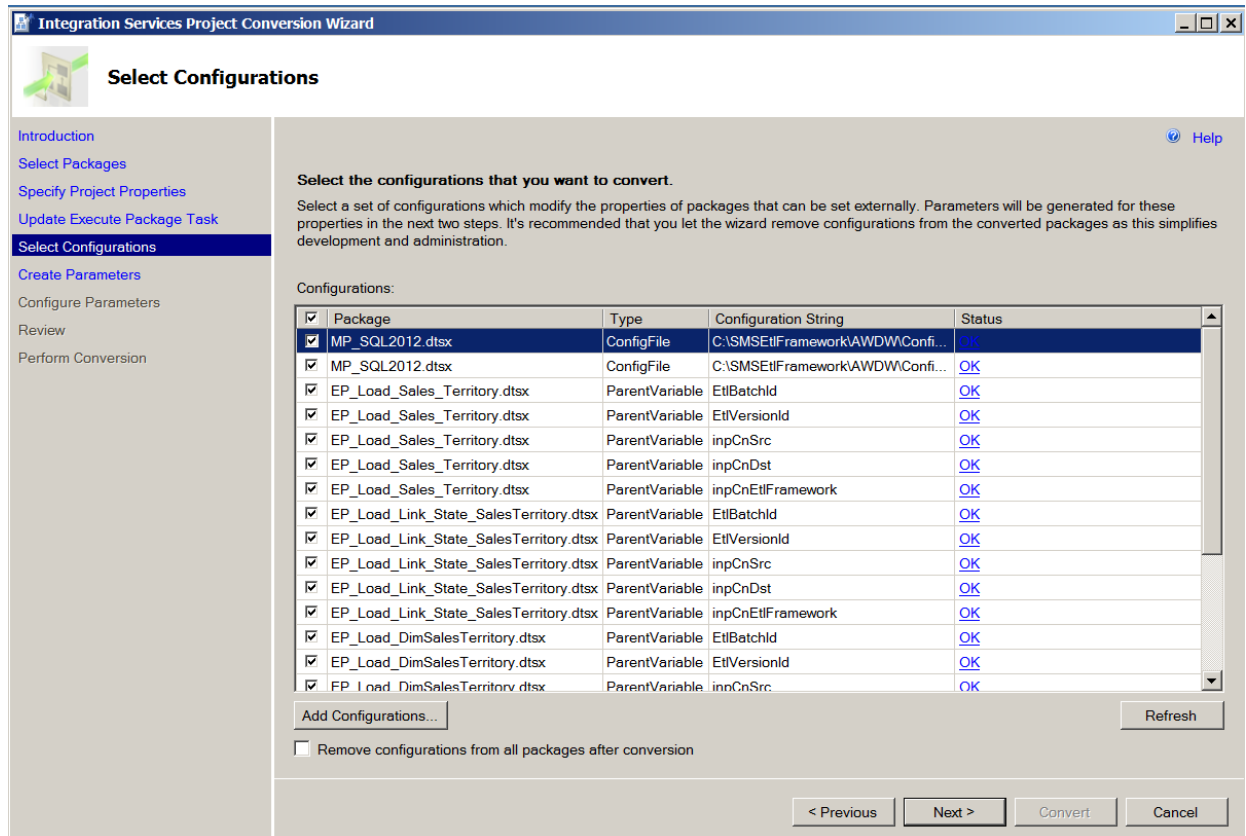 Integration Services Project Conversion Wizard
Select Configurations
Introduction
Select Packages
Specify Project Properties
Update Execute Package Task
Select Configurations
Create Parameters
Configure Parameters
Review
Perform Conversion
Help
Select the configurations that you want to convert.
Select a set of configurations which modify the properties of packages that can be set externally. Parameters will be generated for these
properties in the next two steps. It's recommended that you let the wizard remove configurations from the converted packages as this simplifies
development and administration.
Configurations:
Package Type Configuration String Status
MP_SQL2012.dtsx ConfigFile C:\SMSEtlFramework\AWDW\Confi... OK
MP_SQL2012.dtsx ConfigFile C:\SMSEtlFramework\AWDW\Confi... OK
EP_Load_Sales_Territory.dtsx ParentVariable EtlBatchId OK
EP_Load_Sales_Territory.dtsx ParentVariable EtlVersionId OK
EP_Load_Sales_Territory.dtsx ParentVariable inpCnSrc OK
EP_Load_Sales_Territory.dtsx ParentVariable inpCnDst OK
EP_Load_Sales_Territory.dtsx ParentVariable inpCnEtlFramework OK
EP_Load_Link_State_SalesTerritory.dtsx ParentVariable EtlBatchId OK
EP_Load_Link_State_SalesTerritory.dtsx ParentVariable EtlVersionId OK
EP_Load_Link_State_SalesTerritory.dtsx ParentVariable inpCnSrc OK
EP_Load_Link_State_SalesTerritory.dtsx ParentVariable inpCnDst OK
EP_Load_Link_State_SalesTerritory.dtsx ParentVariable inpCnEtlFramework OK
EP_Load_DimSalesTerritory.dtsx ParentVariable EtlBatchId OK
EP_Load_DimSalesTerritory.dtsx ParentVariable EtlVersionId OK
EP_Load_DimSalesTerritory.dtsx ParentVariable inpCnSrc OK
Add Configurations... Refresh
Remove configurations from all packages after conversion
< Previous Next > Convert Cancel